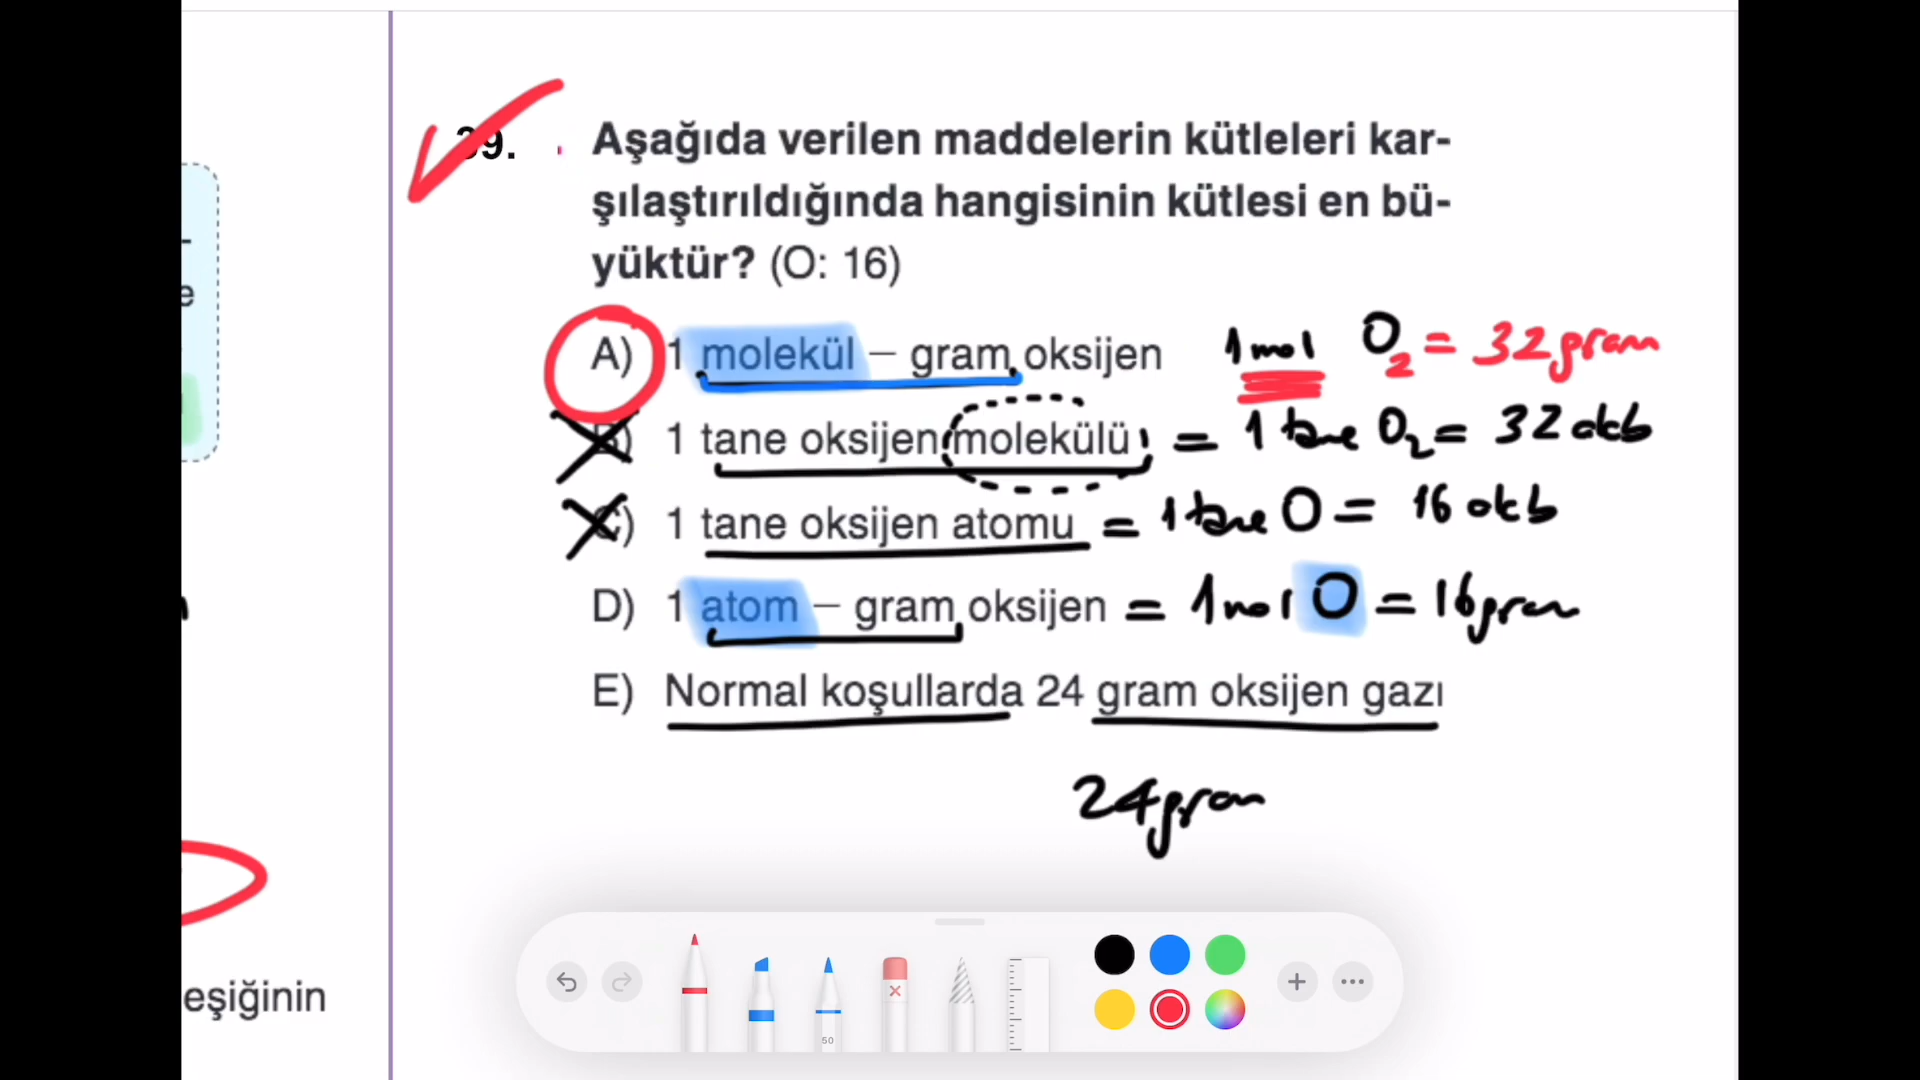 39. Aşağıda verilen maddelerin kütleleri kar-
şılaştırıldığında hangisinin kütlesi en bü-
yüktür? (O: 16)
A) 1 molekül – gram oksijen 1 mol O₂ = 32 gram
B) 1 tane oksijen molekülü = 1 tane O₂ = 32 akb
C) 1 tane oksijen atomu = 1 tane O = 16 akb
D) 1 atom – gram oksijen = 1 mol O = 16 gram
E) Normal koşullarda 24 gram oksijen gazı
24 gram
eşiğinin
50